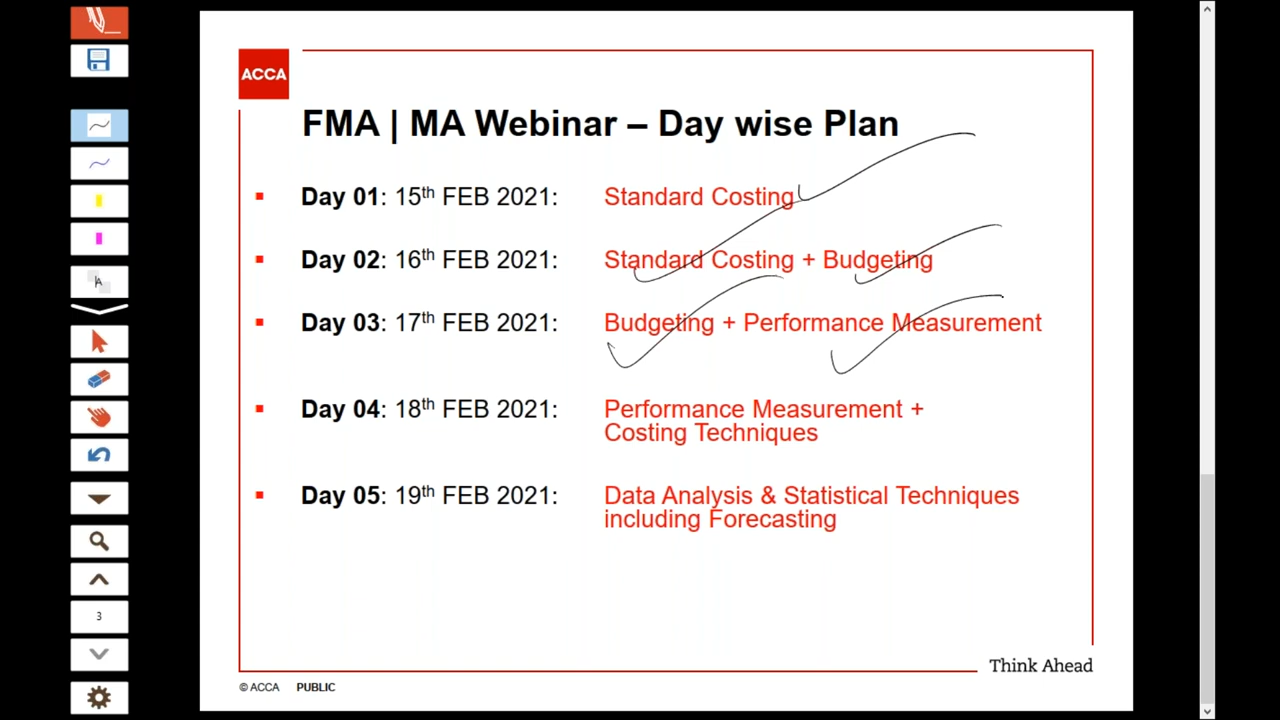 ACCA
FMA | MA Webinar – Day wise Plan
Day 01: 15th FEB 2021: Standard Costing
Day 02: 16th FEB 2021: Standard Costing + Budgeting
Day 03: 17th FEB 2021: Budgeting + Performance Measurement
Day 04: 18th FEB 2021: Performance Measurement +
Costing Techniques
Day 05: 19th FEB 2021: Data Analysis & Statistical Techniques
including Forecasting
3
Think Ahead
© ACCA PUBLIC